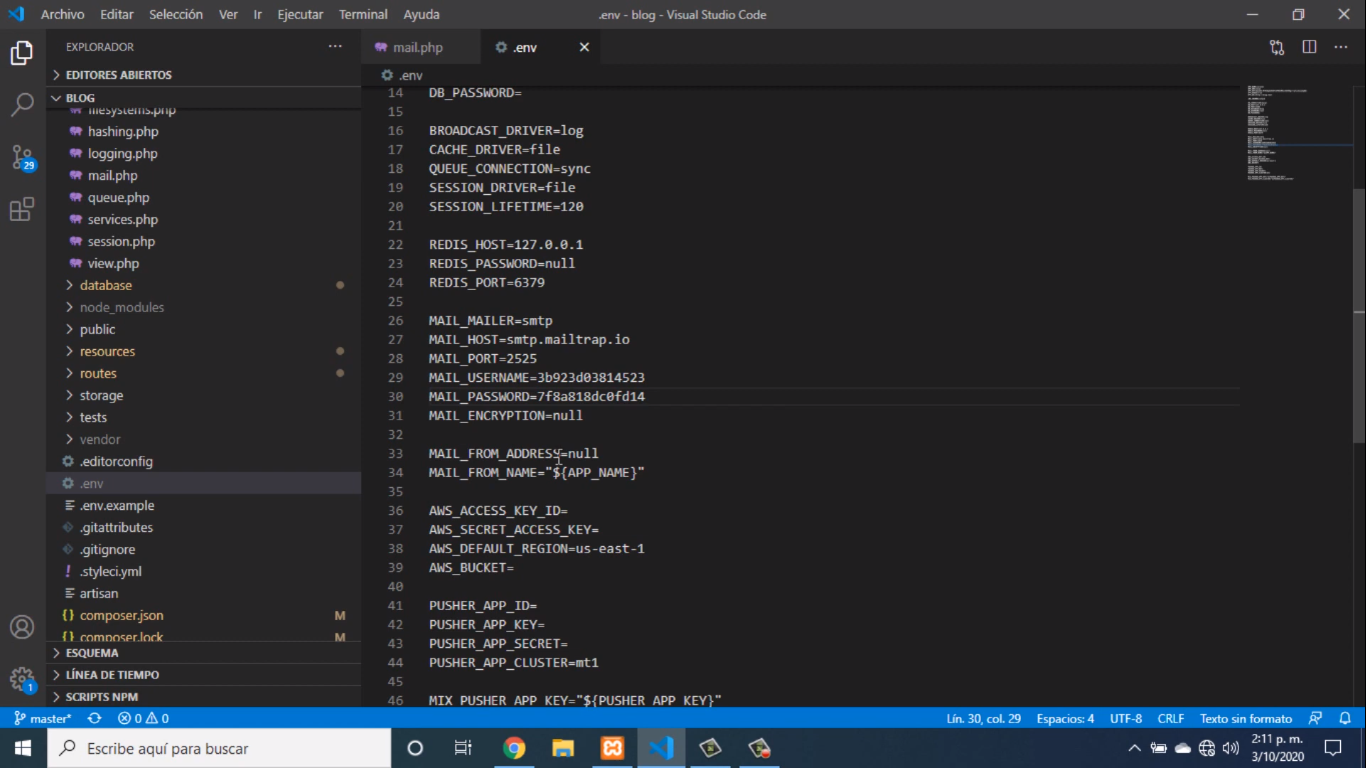 Archivo Editar Selección Ver Ir Ejecutar Terminal Ayuda .env - blog - Visual Studio Code
EXPLORADOR
EDITORES ABIERTOS
BLOG
filesystems.php
hashing.php
logging.php
mail.php
queue.php
services.php
session.php
view.php
database
node_modules
public
resources
routes
storage
tests
vendor
.editorconfig
.env
.env.example
.gitattributes
.gitignore
.styleci.yml
artisan
composer.json M
composer.lock M
ESQUEMA
LÍNEA DE TIEMPO
SCRIPTS NPM
29
1
mail.php .env
.env
14 DB_PASSWORD=
15
16 BROADCAST_DRIVER=log
17 CACHE_DRIVER=file
18 QUEUE_CONNECTION=sync
19 SESSION_DRIVER=file
20 SESSION_LIFETIME=120
21
22 REDIS_HOST=127.0.0.1
23 REDIS_PASSWORD=null
24 REDIS_PORT=6379
25
26 MAIL_MAILER=smtp
27 MAIL_HOST=smtp.mailtrap.io
28 MAIL_PORT=2525
29 MAIL_USERNAME=3b923d03814523
30 MAIL_PASSWORD=7f8a818dc0fd14
31 MAIL_ENCRYPTION=null
32
33 MAIL_FROM_ADDRESS=null
34 MAIL_FROM_NAME="${APP_NAME}"
35
36 AWS_ACCESS_KEY_ID=
37 AWS_SECRET_ACCESS_KEY=
38 AWS_DEFAULT_REGION=us-east-1
39 AWS_BUCKET=
40
41 PUSHER_APP_ID=
42 PUSHER_APP_KEY=
43 PUSHER_APP_SECRET=
44 PUSHER_APP_CLUSTER=mt1
45
46 MIX_PUSHER_APP_KEY="${PUSHER_APP_KEY}"
master* 0 0 Lín. 30, col. 29 Espacios: 4 UTF-8 CRLF Texto sin formato
Escribe aquí para buscar
2:11 p. m.
3/10/2020